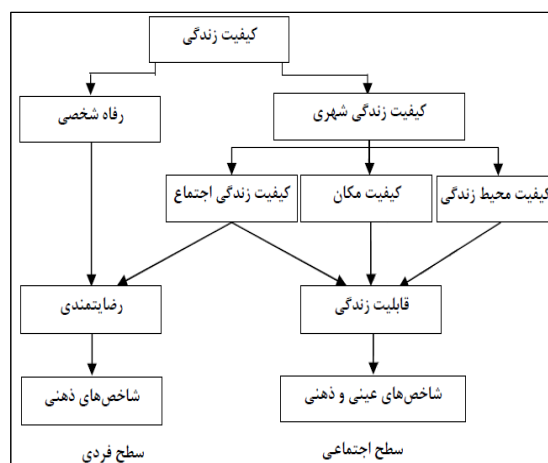 کیفیت زندگی
کیفیت زندگی شهری
رفاه شخصی
کیفیت محیط زندگی
کیفیت مکان
کیفیت زندگی اجتماع
قابلیت زندگی
رضایتمندی
شاخص‌های عینی و ذهنی
شاخص‌های ذهنی
سطح اجتماعی
سطح فردی